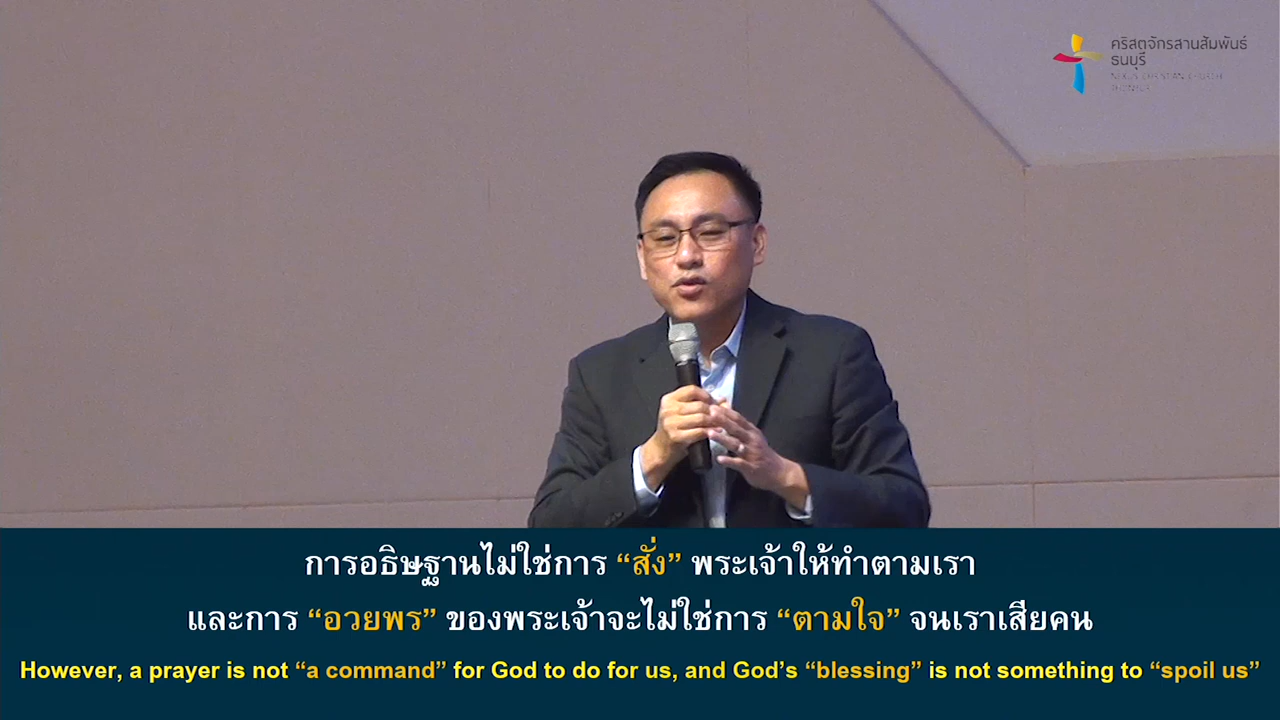 คริสตจักรสานสัมพันธ์
ธนบุรี
NEXUS CHRISTIAN CHURCH
THONBURI
การอธิษฐานไม่ใช่การ “สั่ง” พระเจ้าให้ทำตามเรา
และการ “อวยพร” ของพระเจ้าจะไม่ใช่การ “ตามใจ” จนเราเสียคน
However, a prayer is not “a command” for God to do for us, and God’s “blessing” is not something to “spoil us”